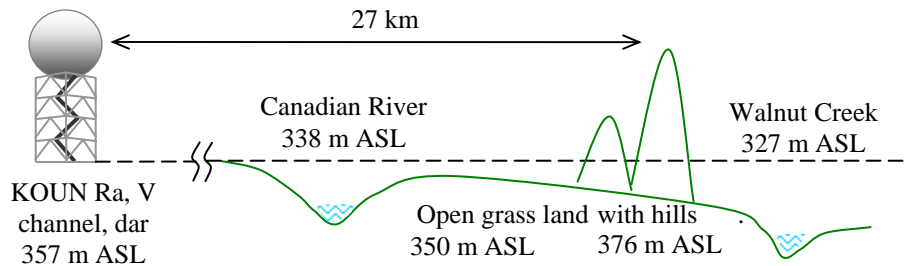 27 km
Canadian River
338 m ASL
Walnut Creek
327 m ASL
KOUN Ra, V
channel, dar
357 m ASL
Open grass land with hills
350 m ASL
376 m ASL